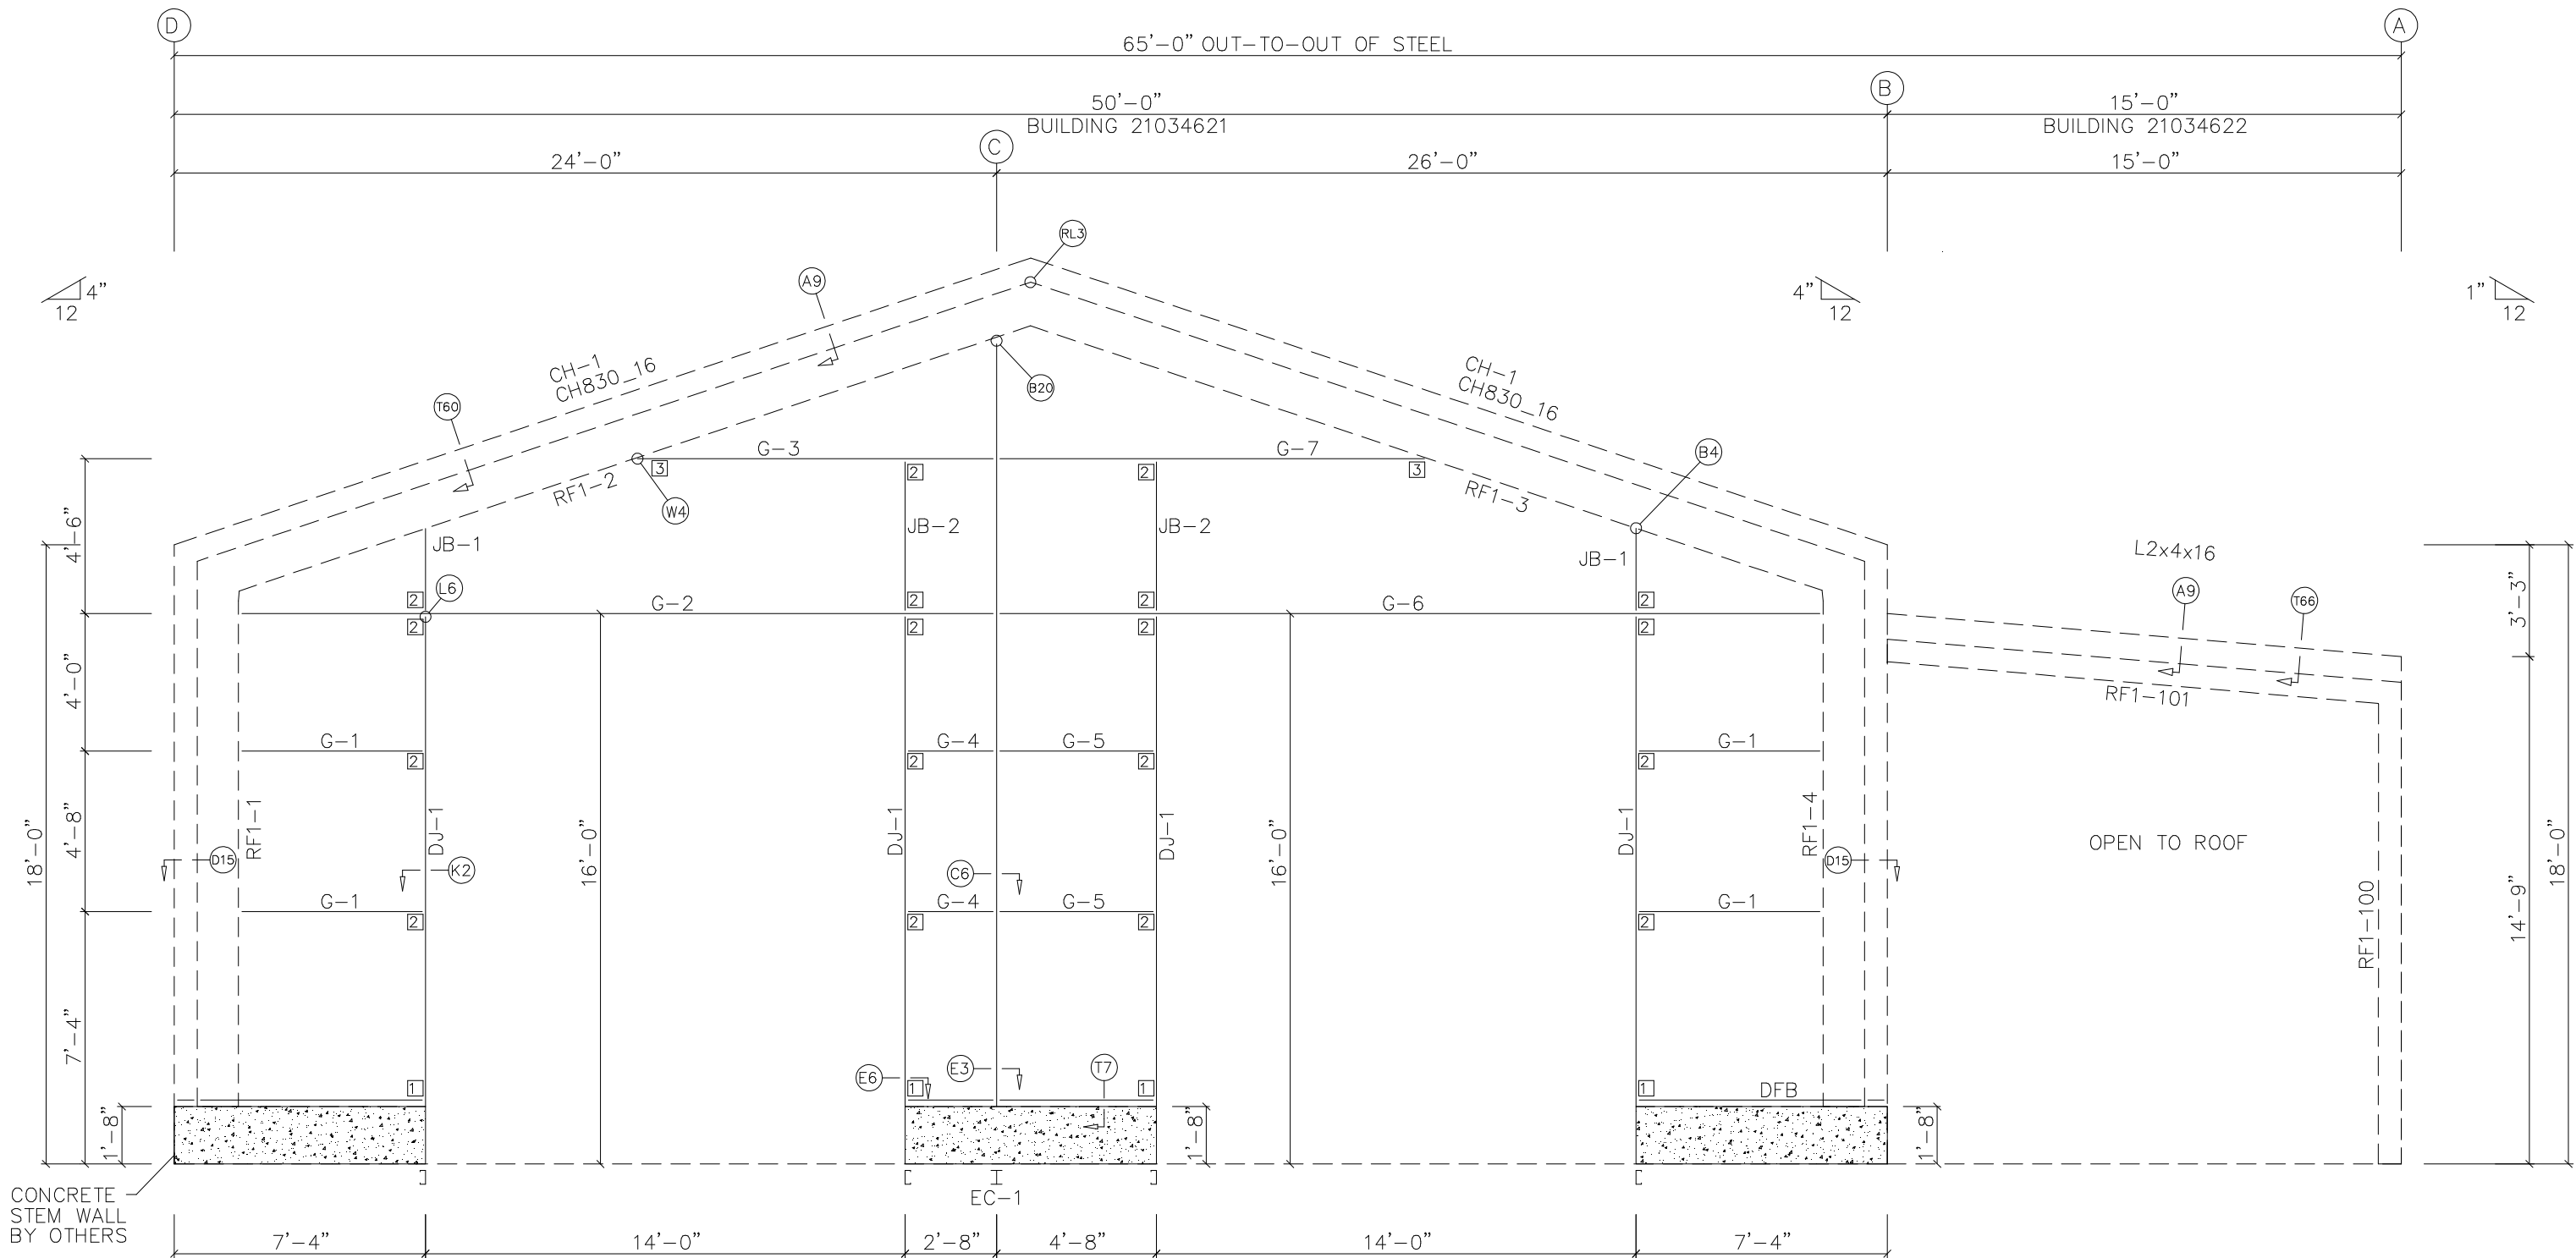 D
A
65'-0" OUT-TO-OUT OF STEEL
B
50'-0"
15'-0"
BUILDING 21034621
BUILDING 21034622
C
24'-0"
26'-0"
15'-0"
RL3
A9
4"
12
4"
12
1"
12
CH-1
CH830_16
CH-1
CH830_16
B20
T60
G-3
G-7
B4
3
2
2
3
RF1-2
W4
RF1-3
4'-6"
JB-1
JB-2
JB-2
JB-1
L2x4x16
3'-3"
L6
A9
T66
2
2
2
2
G-2
G-6
2
2
2
2
4'-0"
RF1-101
G-1
G-4
G-5
G-1
2
2
2
2
18'-0"
4'-8"
RF1-1
DJ-1
16'-0"
DJ-1
DJ-1
16'-0"
DJ-1
RF1-4
OPEN TO ROOF
18'-0"
D15
K2
C6
D15
G-1
G-4
G-5
G-1
2
2
2
2
RF1-100
14'-9"
7'-4"
E6
E3
T7
1
1
1
1
DFB
1'-8"
1'-8"
1'-8"
CONCRETE
STEM WALL
BY OTHERS
EC-1
7'-4"
14'-0"
2'-8"
4'-8"
14'-0"
7'-4"